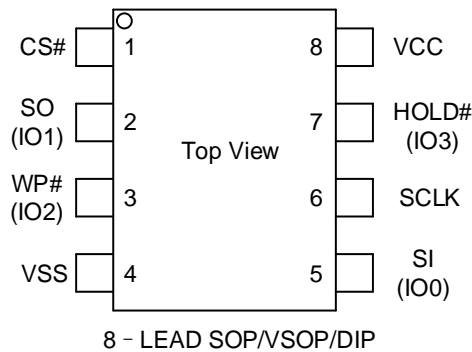 CS# 1 8 VCC
SO 2 7 HOLD#
(IO1) (IO3)
Top View
WP# 3 6 SCLK
(IO2)
VSS 4 5 SI
(IO0)
8 - LEAD SOP/VSOP/DIP